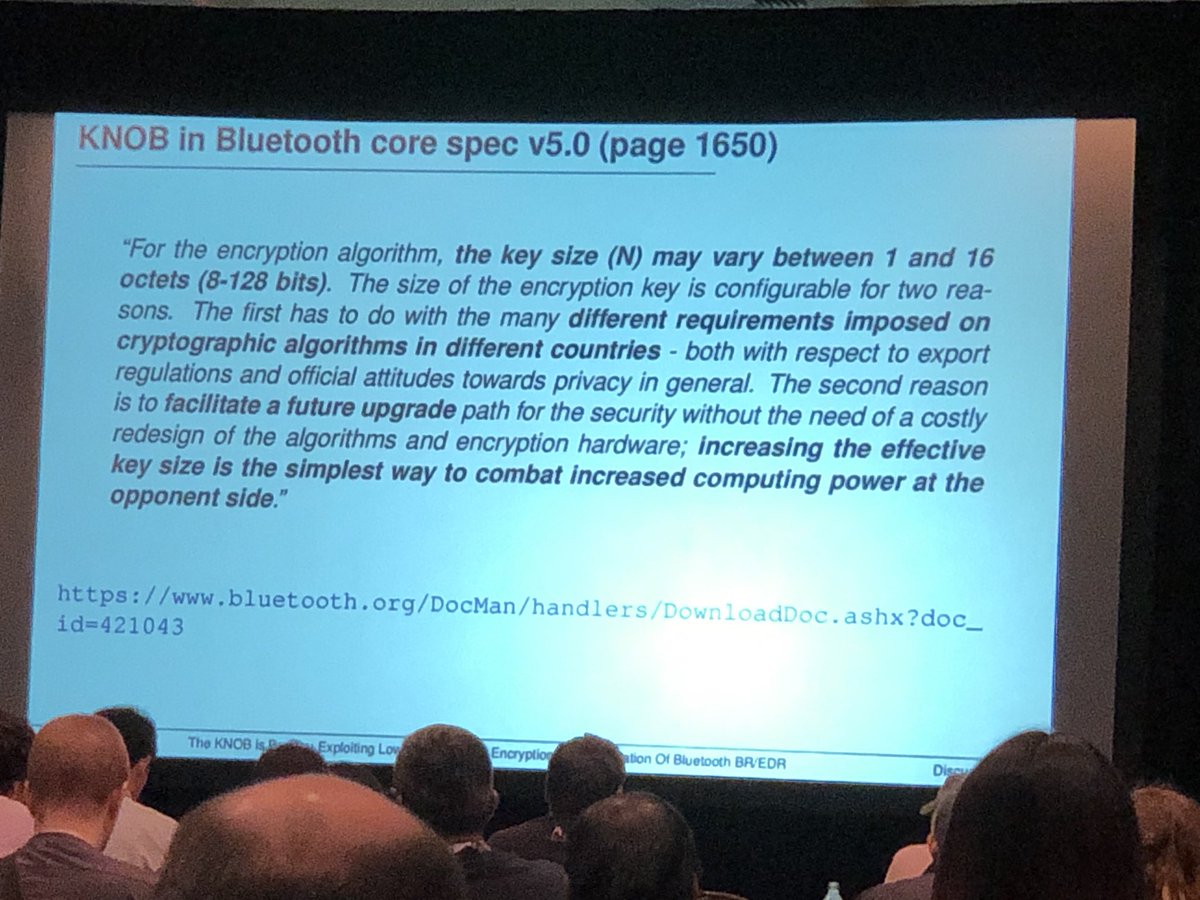 KNOB in Bluetooth core spec v5.0 (page 1650)
“For the encryption algorithm, the key size (N) may vary between 1 and 16
octets (8-128 bits). The size of the encryption key is configurable for two rea-
sons. The first has to do with the many different requirements imposed on
cryptographic algorithms in different countries - both with respect to export
regulations and official attitudes towards privacy in general. The second reason
is to facilitate a future upgrade path for the security without the need of a costly
redesign of the algorithms and encryption hardware; increasing the effective
key size is the simplest way to combat increased computing power at the
opponent side.”
https://www.bluetooth.org/DocMan/handlers/DownloadDoc.ashx?doc_
id=421043
The KNOB is Exploiting Low Encryption Of Bluetooth BR/EDR